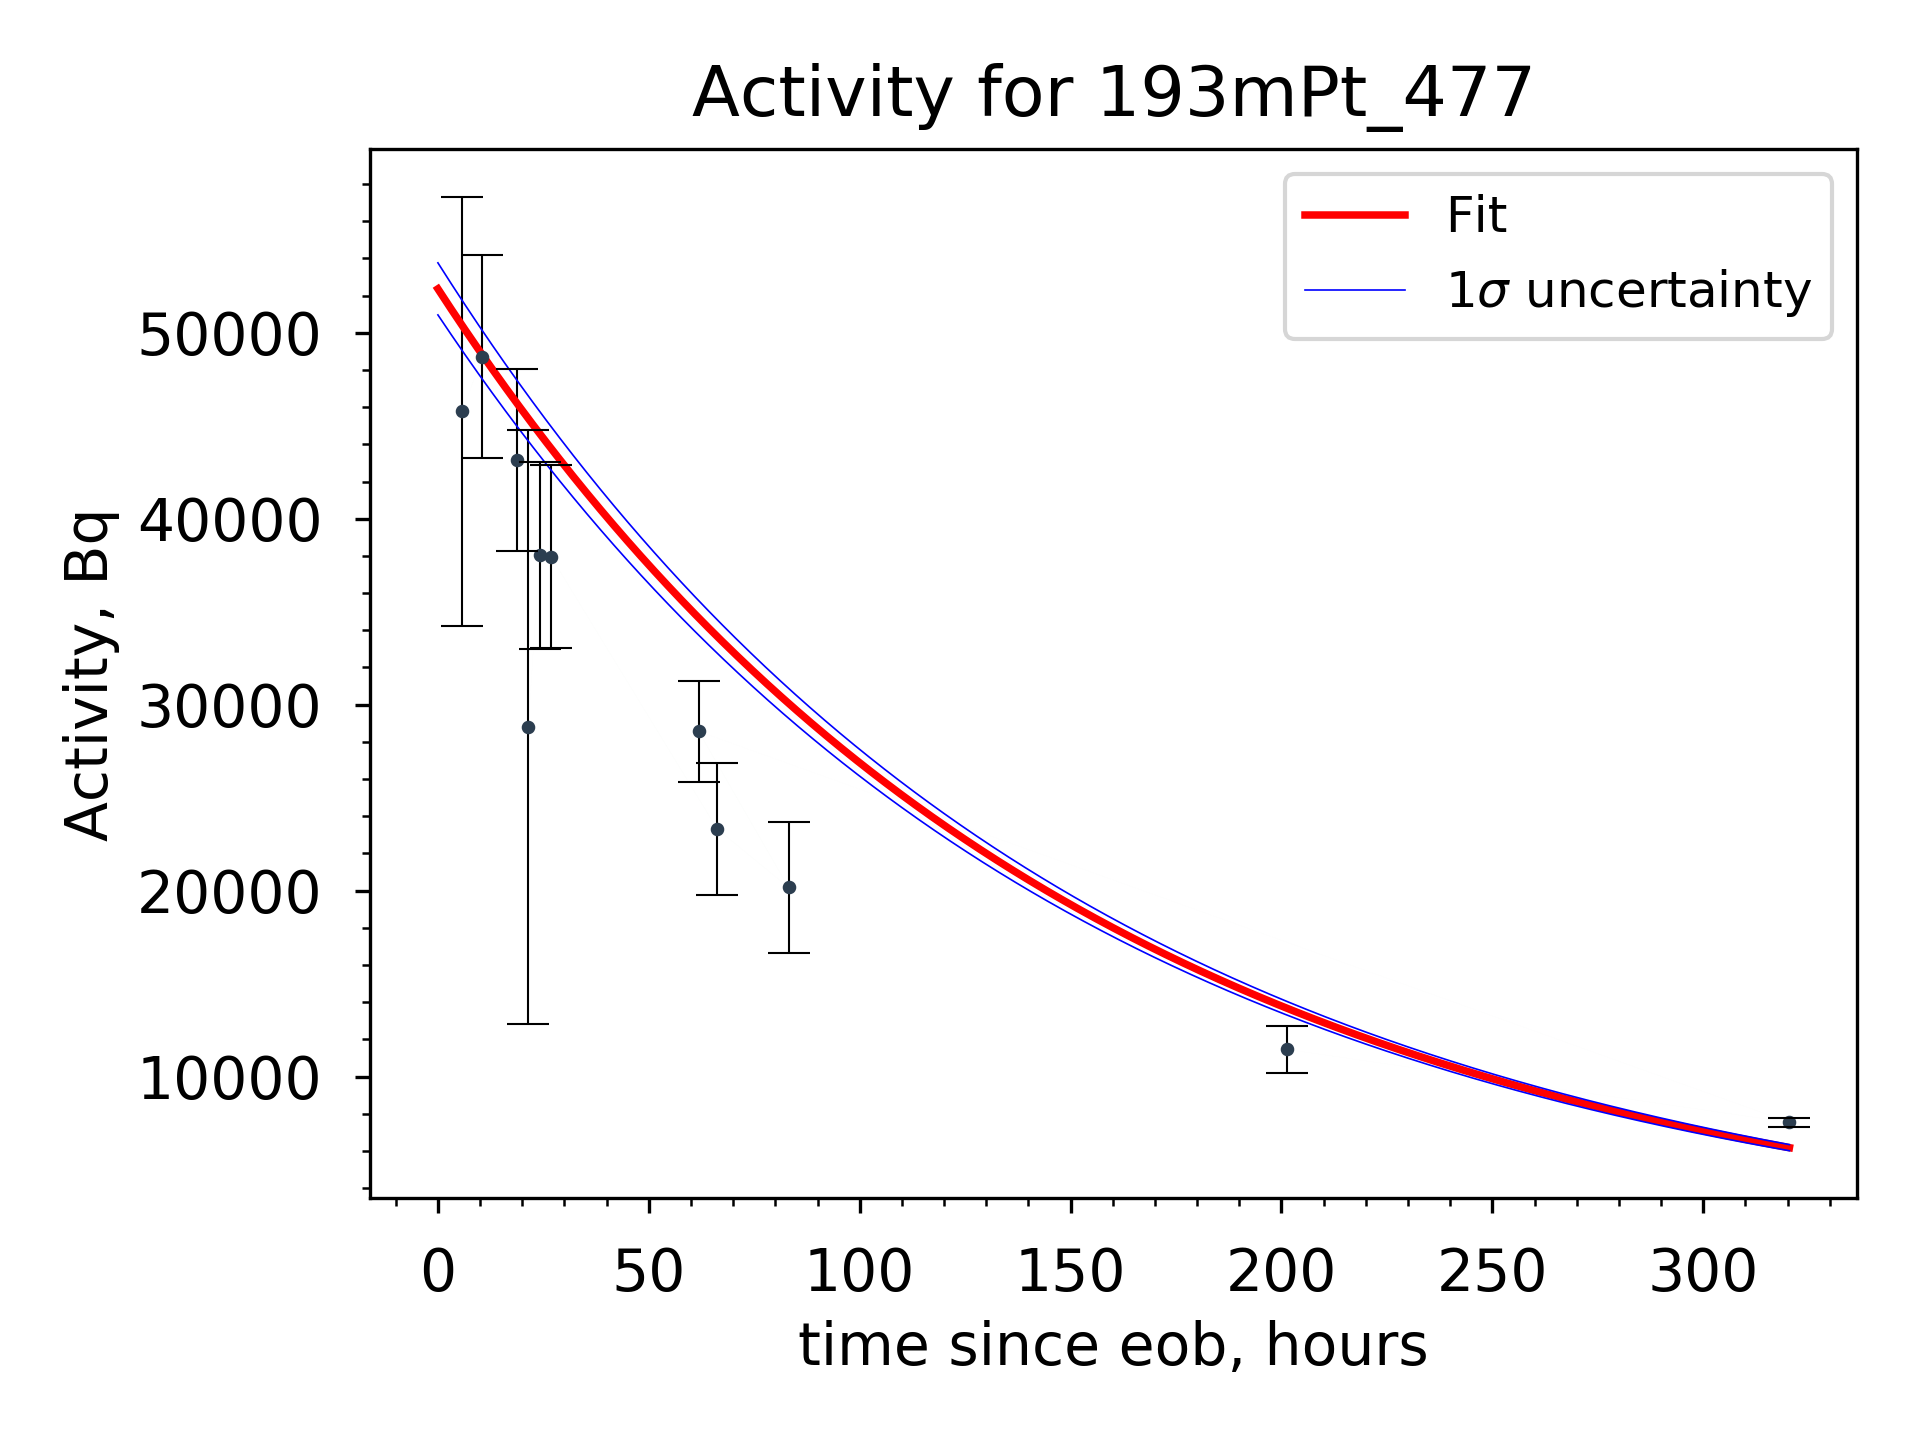 Activity for 193mPt_477
Fit
1σ uncertainty
Activity, Bq
50000
40000
30000
20000
10000
0 50 100 150 200 250 300
time since eob, hours